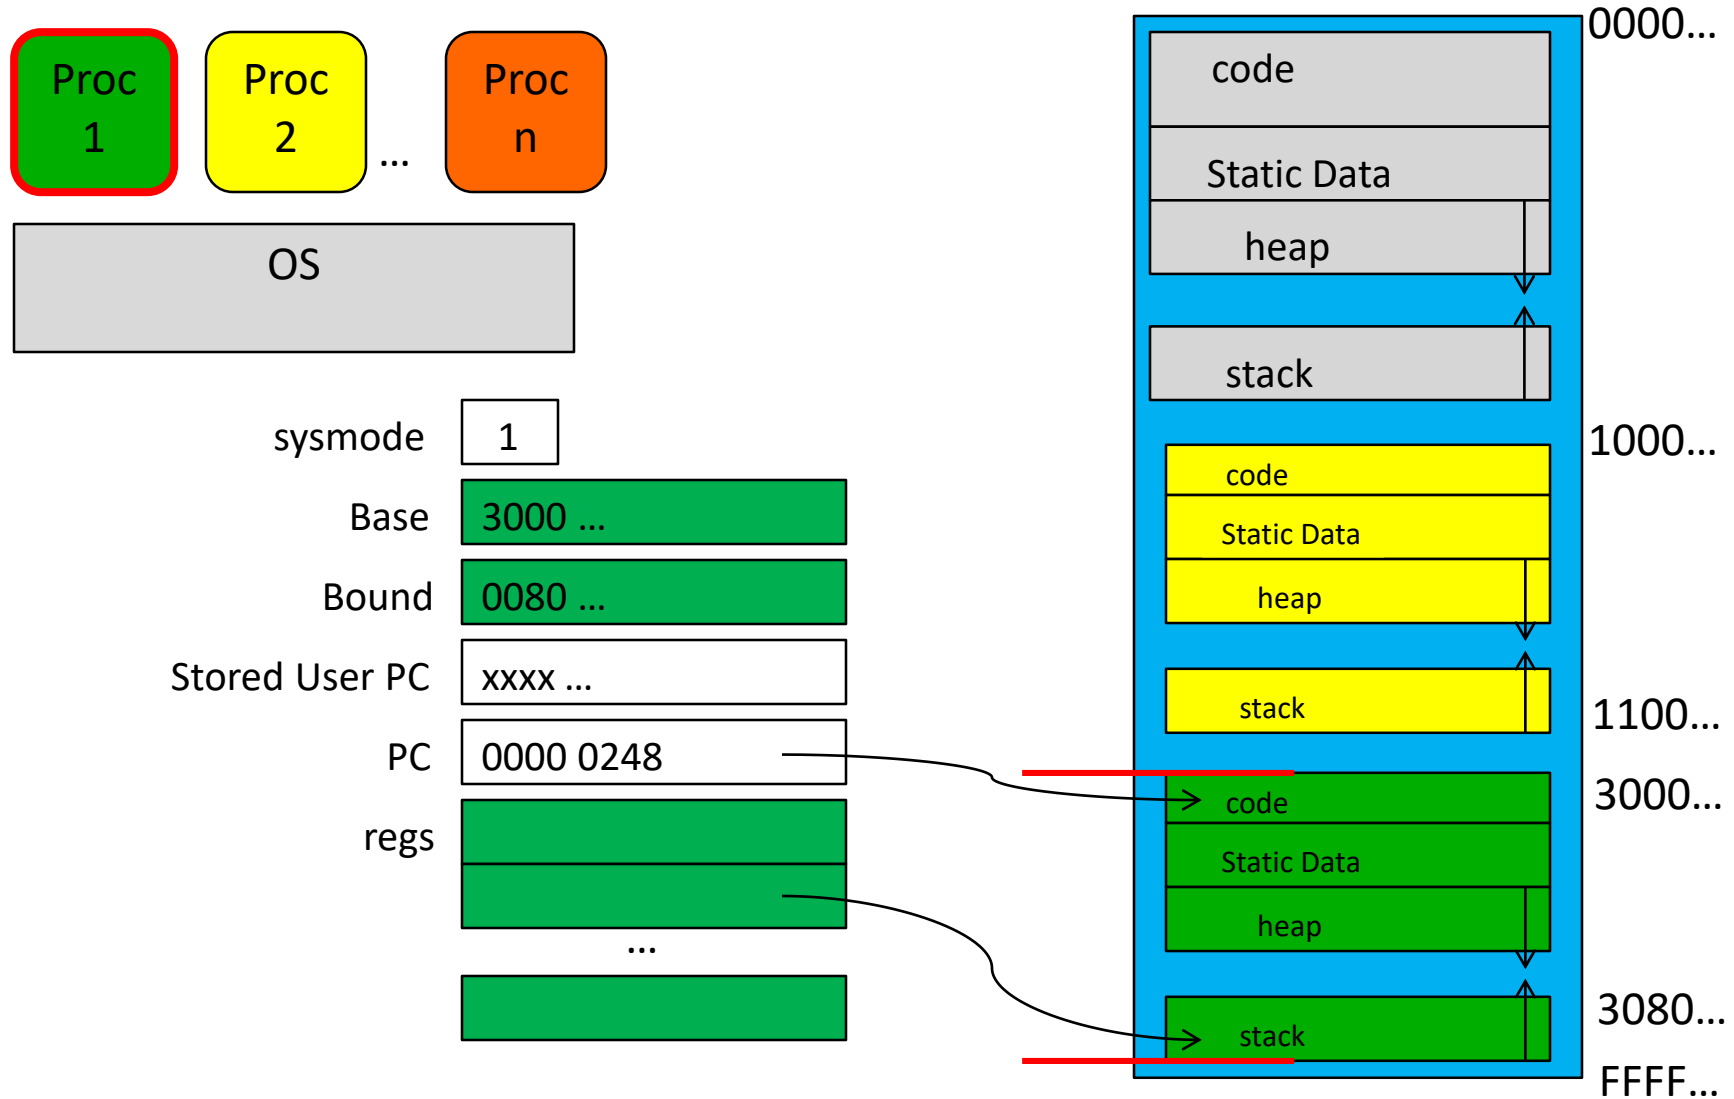 Proc
1
Proc
2
...
Proc
n
OS
sysmode 1
Base 3000 ...
Bound 0080 ...
Stored User PC xxxx ...
PC 0000 0248
regs
...
0000...
code
Static Data
heap
stack
1000...
code
Static Data
heap
stack
1100...
3000...
code
Static Data
heap
3080...
stack
FFFF...